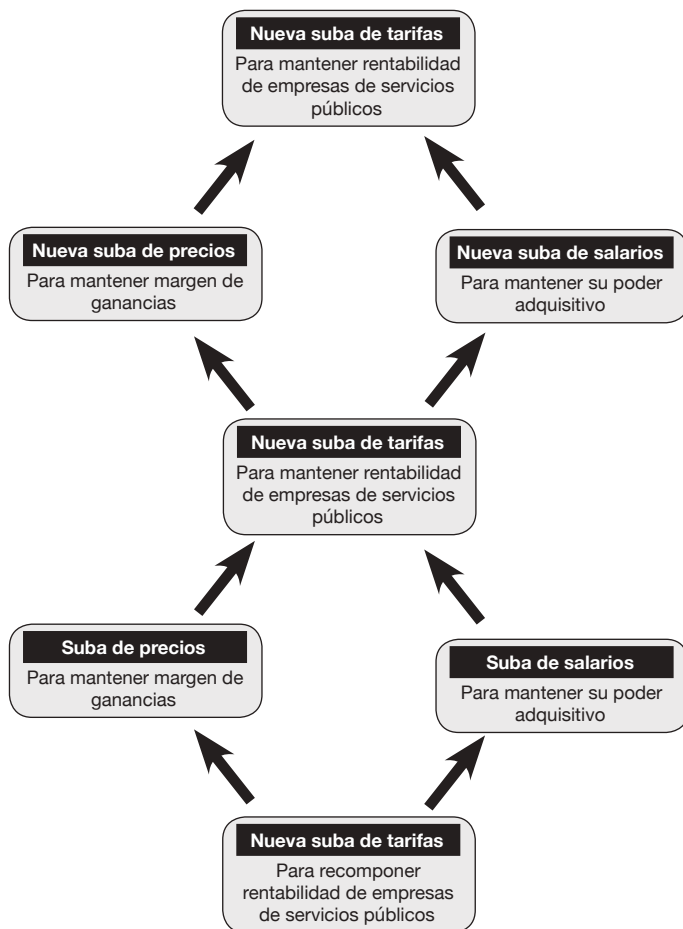 Nueva suba de tarifas
Para mantener rentabilidad
de empresas de servicios
públicos
Nueva suba de precios
Para mantener margen de
ganancias
Nueva suba de salarios
Para mantener su poder
adquisitivo
Nueva suba de tarifas
Para mantener rentabilidad
de empresas de servicios
públicos
Suba de precios
Para mantener margen de
ganancias
Suba de salarios
Para mantener su poder
adquisitivo
Nueva suba de tarifas
Para recomponer
rentabilidad de empresas
de servicios públicos